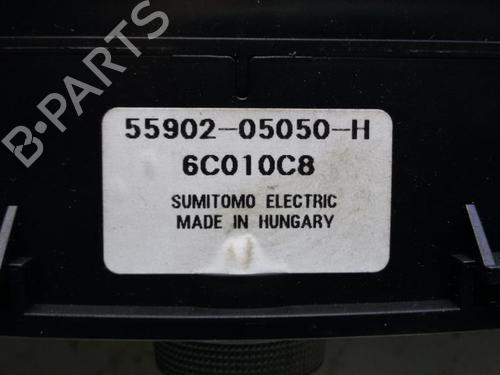 B-PARTS
55902-05050-H
6C010C8
SUMITOMO ELECTRIC
MADE IN HUNGARY